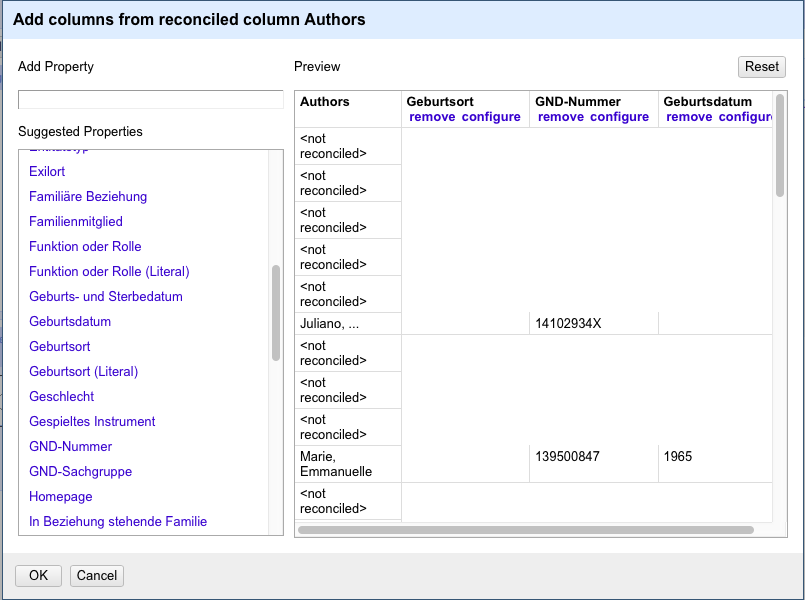 Add columns from reconciled column Authors
Add Property
Suggested Properties
Exilort
Familiäre Beziehung
Familienmitglied
Funktion oder Rolle
Funktion oder Rolle (Literal)
Geburts- und Sterbedatum
Geburtsdatum
Geburtsort
Geburtsort (Literal)
Geschlecht
Gespieltes Instrument
GND-Nummer
GND-Sachgruppe
Homepage
In Beziehung stehende Familie
Preview
Reset
Authors Geburtsort GND-Nummer Geburtsdatum
remove configure remove configure remove configure
<not
reconciled>
<not
reconciled>
<not
reconciled>
<not
reconciled>
<not
reconciled>
Juliano, ... 14102934X
<not
reconciled>
<not
reconciled>
<not
reconciled>
Marie, 139500847 1965
Emmanuelle
<not
reconciled>
OK Cancel